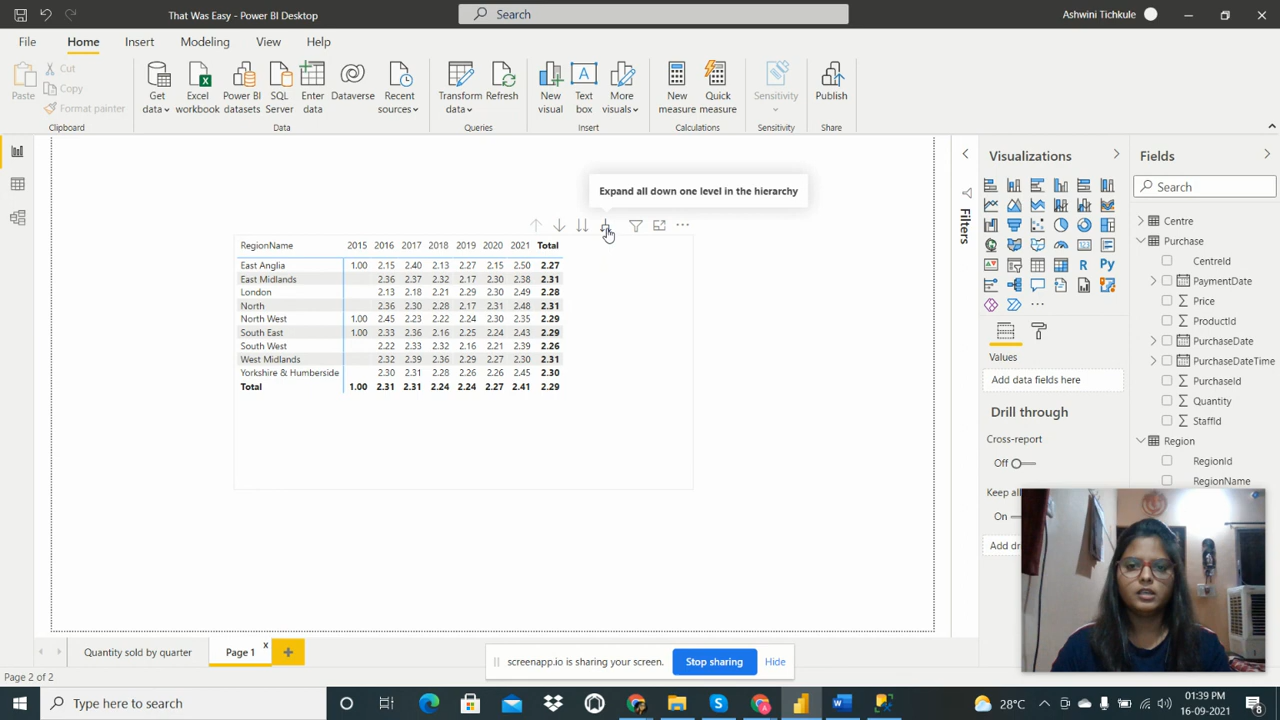 That Was Easy - Power BI Desktop
Search
Ashwini Tichkule
File Home Insert Modeling View Help
Paste
Cut
Copy
Format painter
Clipboard
Get data
Excel workbook
Power BI datasets
SQL Server
Enter data
Dataverse
Recent sources
Data
Transform data
Refresh
Queries
New visual
Text box
More visuals
Insert
New measure
Quick measure
Calculations
Sensitivity
Sensitivity
Publish
Share
Expand all down one level in the hierarchy
RegionName 2015 2016 2017 2018 2019 2020 2021 Total
East Anglia 1.00 2.15 2.40 2.13 2.27 2.15 2.50 2.27
East Midlands 2.36 2.37 2.32 2.17 2.30 2.38 2.31
London 2.13 2.18 2.21 2.29 2.30 2.49 2.28
North 2.36 2.30 2.28 2.17 2.31 2.48 2.31
North West 1.00 2.45 2.23 2.22 2.24 2.30 2.35 2.29
South East 1.00 2.33 2.36 2.16 2.25 2.24 2.43 2.29
South West 2.22 2.33 2.32 2.16 2.21 2.39 2.26
West Midlands 2.32 2.39 2.36 2.29 2.27 2.30 2.31
Yorkshire & Humberside 2.30 2.31 2.28 2.26 2.26 2.45 2.30
Total 1.00 2.31 2.31 2.24 2.24 2.27 2.41 2.29
Filters
Visualizations
R Py
Values
Add data fields here
Drill through
Cross-report
Off
Keep all
On
Add dr
Fields
Search
Centre
Purchase
CentreId
PaymentDate
Price
ProductId
PurchaseDate
PurchaseDateTime
PurchaseId
Quantity
StaffId
Region
RegionId
RegionName
Quantity sold by quarter
Page 1
x
+
screenapp.io is sharing your screen.
Stop sharing
Hide
Page 2 of 2
Type here to search
28°C
01:39 PM
16-09-2021
8